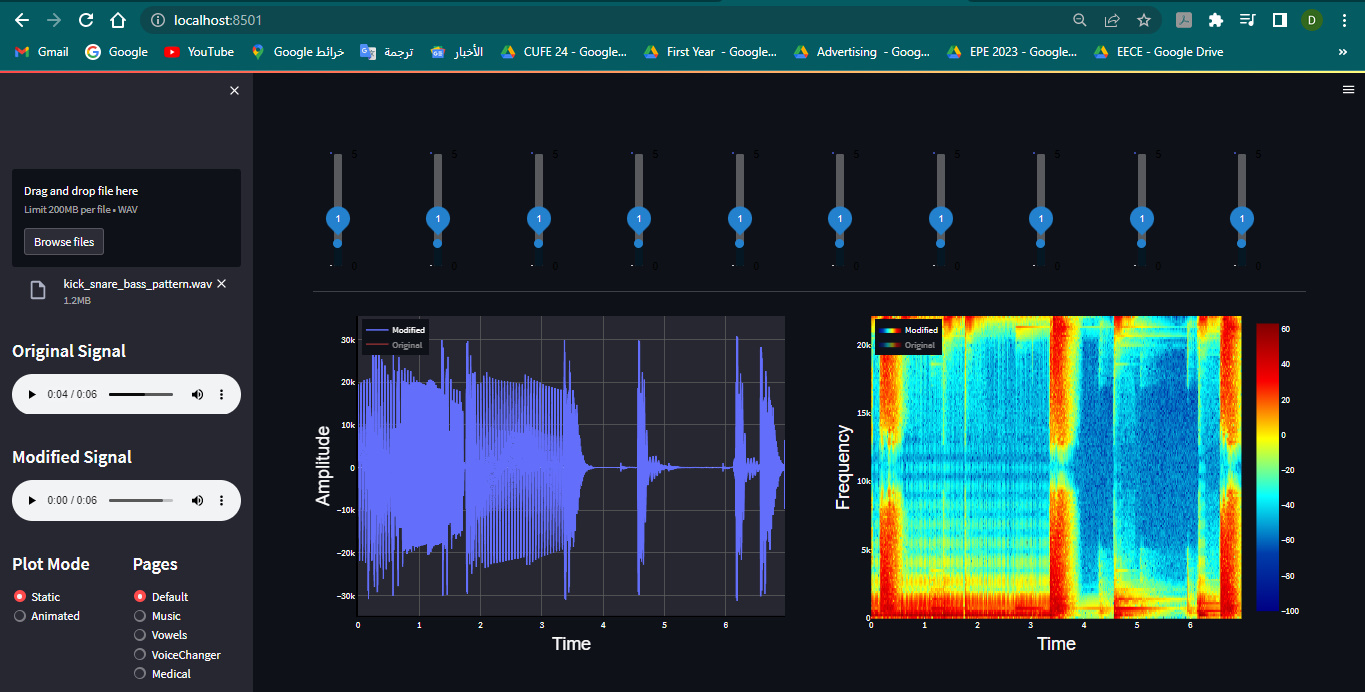 localhost:8501
D
Gmail
Google
YouTube
خرائط Google
ترجمة
الأخبار
CUFE 24 - Google...
First Year - Google...
Advertising - Goog...
EPE 2023 - Google...
EECE - Google Drive
»
Drag and drop file here
Limit 200MB per file • WAV
Browse files
kick_snare_bass_pattern.wav
1.2MB
Original Signal
0:04 / 0:06
Modified Signal
0:00 / 0:06
Plot Mode
Static
Animated
Pages
Default
Music
Vowels
VoiceChanger
Medical
5 5 5 5 5 5 5 5 5 5
1 1 1 1 1 1 1 1 1 1
0 0 0 0 0 0 0 0 0 0
Modified
Original
30k
20k
10k
0
−10k
−20k
−30k
Amplitude
0 1 2 3 4 5 6
Time
Modified
Original
20k
15k
10k
5k
0
Frequency
0 1 2 3 4 5 6
Time
60
40
20
0
−20
−40
−60
−80
−100